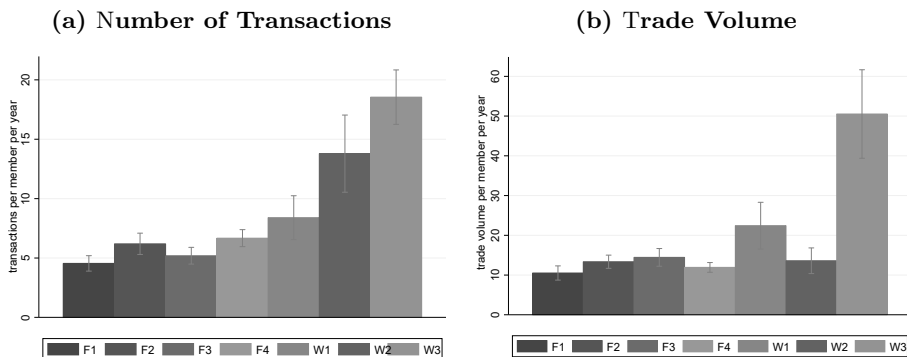 (a) Number of Transactions
transactions per member per year
20
15
10
5
0
F1 F2 F3 F4 W1 W2 W3
(b) Trade Volume
trade volume per member per year
60
50
40
30
20
10
0
F1 F2 F3 F4 W1 W2 W3